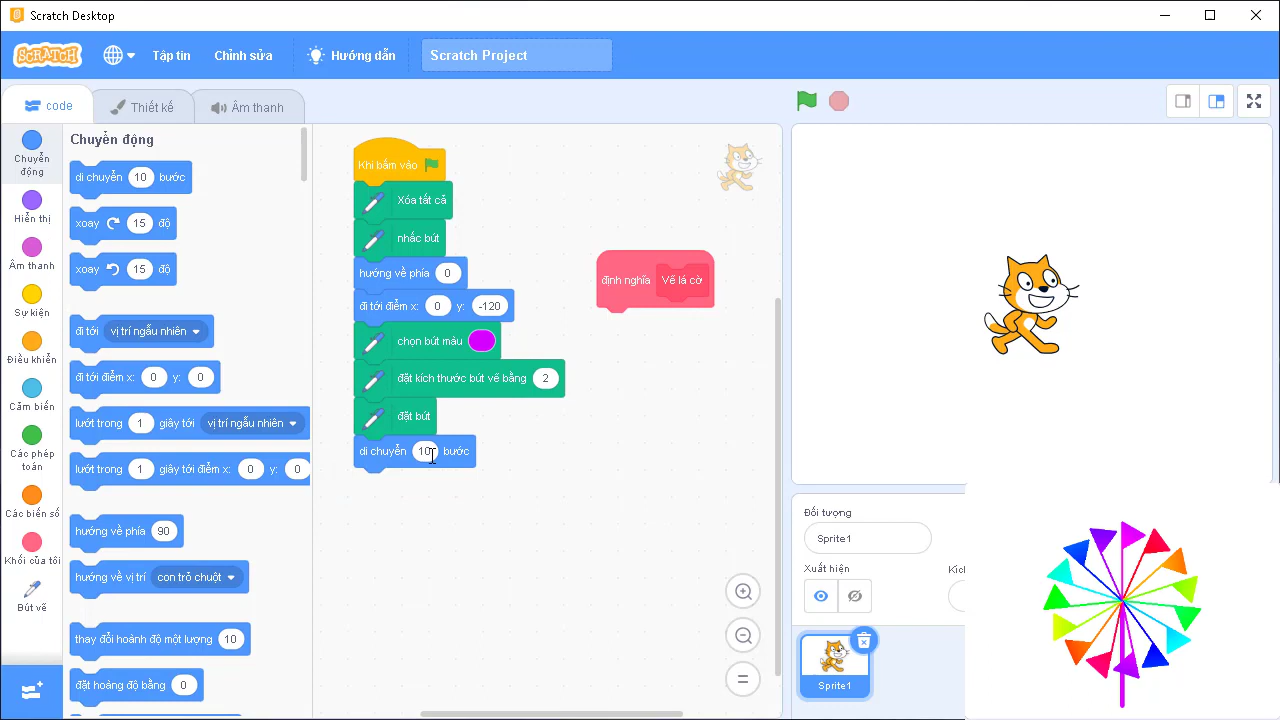 Scratch Desktop
SCRATCH
Tập tin
Chỉnh sửa
Hướng dẫn
Scratch Project
code
Thiết kế
Âm thanh
Chuyển động
Hiển thị
Âm thanh
Sự kiện
Điều khiển
Cảm biến
Các phép toán
Các biến số
Khối của tôi
Bút vẽ
Chuyển động
di chuyển 10 bước
xoay 15 độ
xoay 15 độ
đi tới vị trí ngẫu nhiên
đi tới điểm x: 0 y: 0
lướt trong 1 giây tới vị trí ngẫu nhiên
lướt trong 1 giây tới điểm x: 0 y: 0
hướng về phía 90
hướng về vị trí con trỏ chuột
thay đổi hoành độ một lượng 10
đặt hoàng độ bằng 0
Khi bấm vào
Xóa tất cả
nhấc bút
hướng về phía 0
đi tới điểm x: 0 y: -120
chọn bút màu
đặt kích thước bút vẽ bằng 2
đặt bút
di chuyển 10 bước
định nghĩa Vẽ lá cờ
Đối tượng
Sprite1
Xuất hiện
Kíc
Sprite1